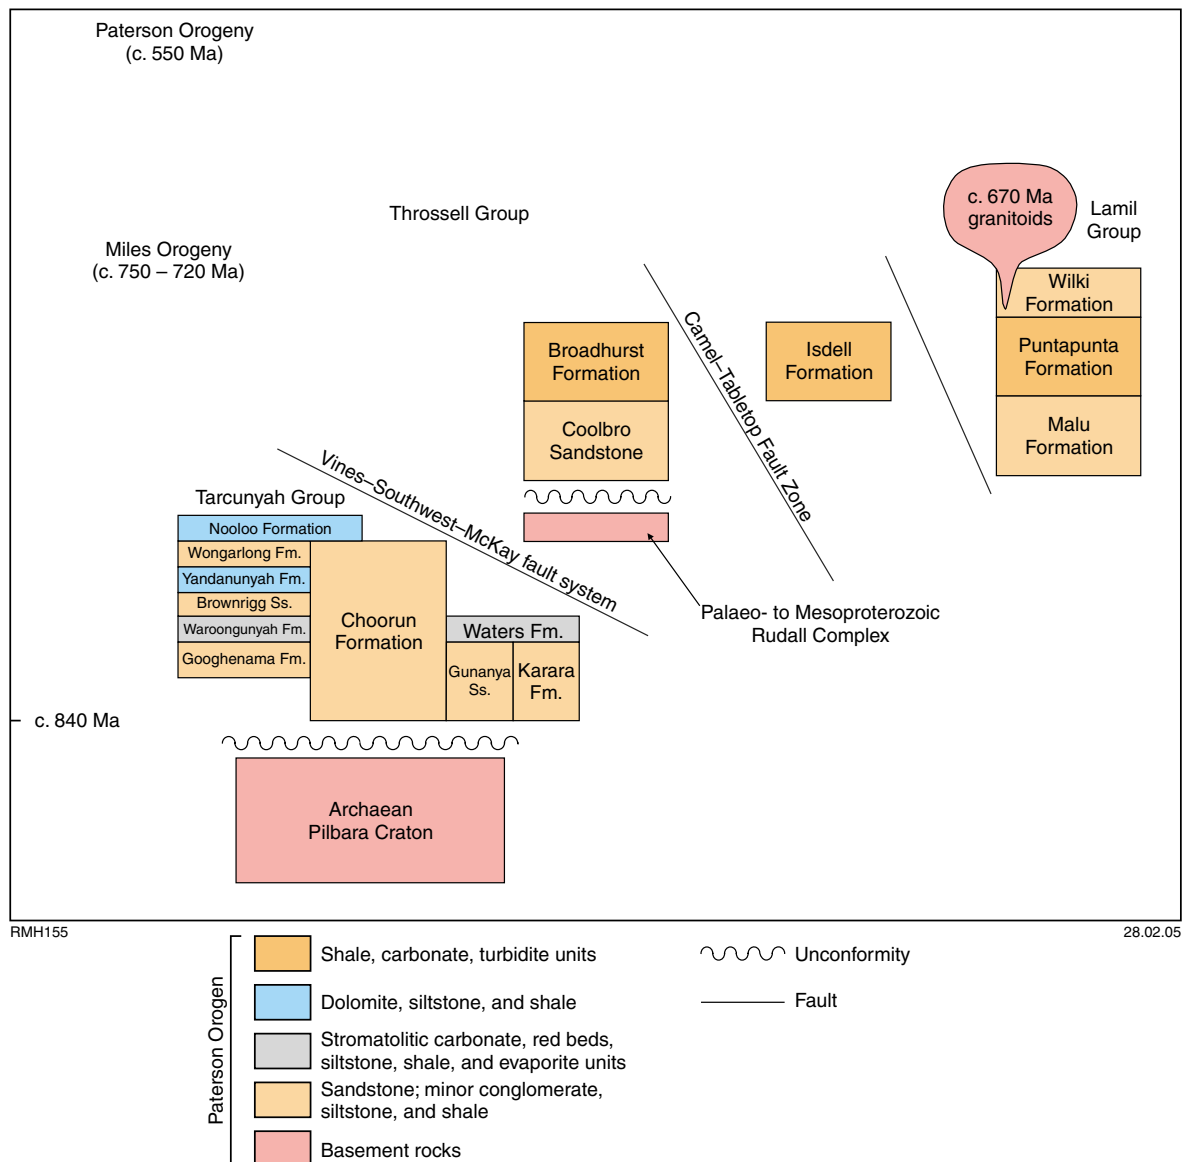 Paterson Orogeny
(c. 550 Ma)
c. 670 Ma
granitoids
Lamil
Group
Throssell Group
Miles Orogeny
(c. 750 – 720 Ma)
Wilki
Formation
Broadhurst
Formation
Isdell
Formation
Puntapunta
Formation
Camel–Tabletop Fault Zone
Coolbro
Sandstone
Malu
Formation
Vines–Southwest–McKay fault system
Tarcunyah Group
Nooloo Formation
Wongarlong Fm.
Yandanunyah Fm.
Brownrigg Ss.
Waroongunyah Fm.
Googhenama Fm.
Choorun
Formation
Waters Fm.
Gunanya
Ss.
Karara
Fm.
Palaeo- to Mesoproterozoic
Rudall Complex
c. 840 Ma
Archaean
Pilbara Craton
RMH155
28.02.05
Paterson Orogen
Shale, carbonate, turbidite units
Dolomite, siltstone, and shale
Stromatolitic carbonate, red beds,
siltstone, shale, and evaporite units
Sandstone; minor conglomerate,
siltstone, and shale
Basement rocks
Unconformity
Fault